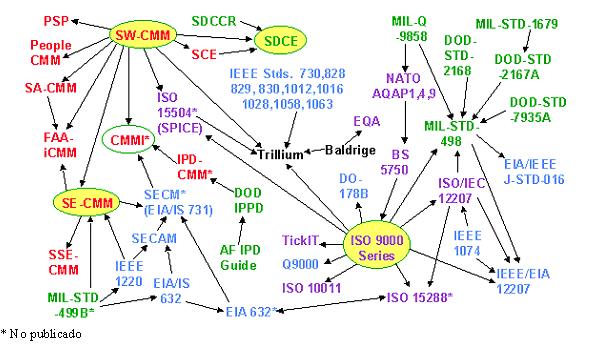 PSP
SDCCR
MIL-Q
-9858
MIL-STD-1679
People
CMM
SW-CMM
SCE
SDCE
DOD-
STD-
2168
DOD-STD
-2167A
SA-CMM
ISO
15504*
(SPICE)
IEEE Stds. 730,828
829, 830,1012,1016
1028,1058,1063
NATO
AQAP1,4,9
DOD-STD
-7935A
FAA-
iCMM
CMMI*
EQA
MIL-STD-
498
IPD-
CMM*
Trillium
Baldrige
BS
5750
EIA/IEEE
J-STD-016
SE-CMM
SECM*
(EIA/IS 731)
DOD
IPPD
DO-
178B
ISO/IEC
12207
SECAM
TickIT
ISO 9000
Series
IEEE
1074
SSE-
CMM
IEEE
1220
AF IPD
Guide
Q9000
IEEE/EIA
12207
EIA/IS
632
ISO 10011
MIL-STD
-499B*
EIA 632*
ISO 15288*
* No publicado